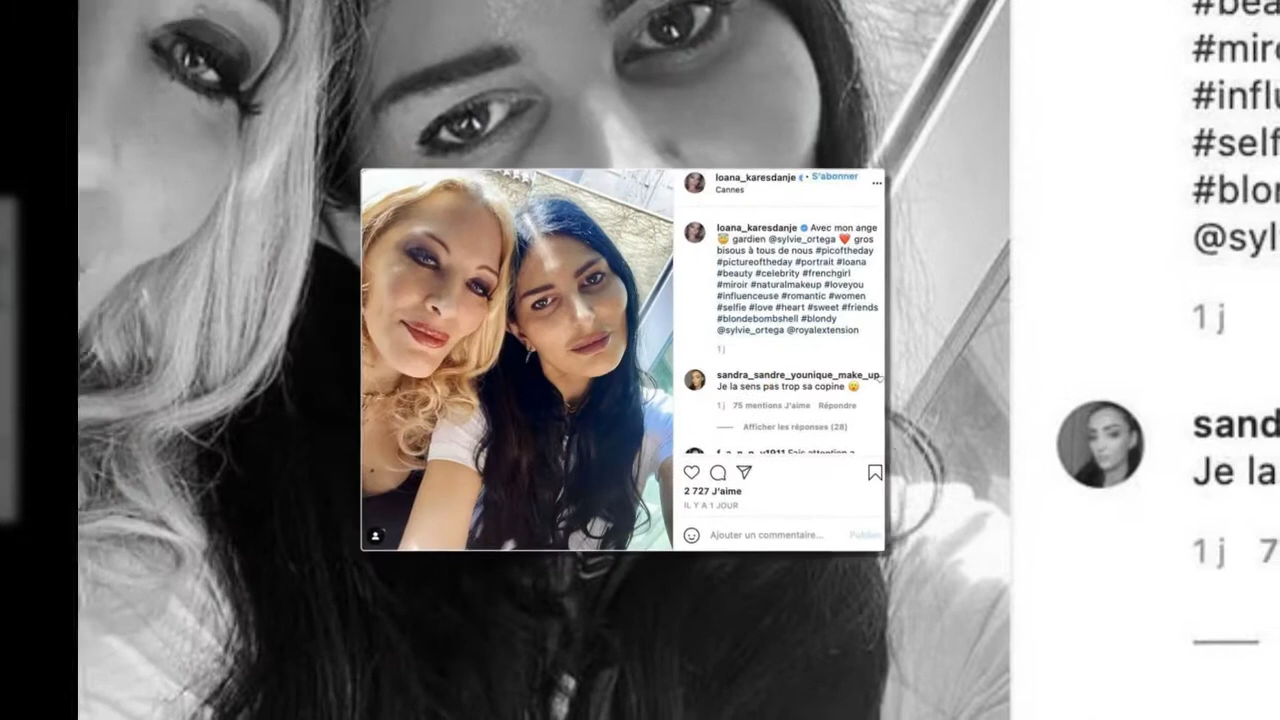 loana_karesdanje • S'abonner
Cannes
loana_karesdanje Avec mon ange
😇 gardien @sylvie_ortega ❤️ gros
bisous à tous de nous #picoftheday
#pictureoftheday #portrait #loana
#beauty #celebrity #frenchgirl
#miroir #naturalmakeup #loveyou
#influenceuse #romantic #women
#selfie #love #heart #sweet #friends
#blondebombshell #blondy
@sylvie_ortega @royalextension
1 j
sandra_sandre_younique_make_up
Je la sens pas trop sa copine
1 j 75 mentions J'aime Répondre
Afficher les réponses (28)
2 727 J'aime
IL Y A 1 JOUR
Ajouter un commentaire...
Publier
#bea
#miro
#influ
#self
#blon
@syl
1 j
sand
Je la
1 j 7